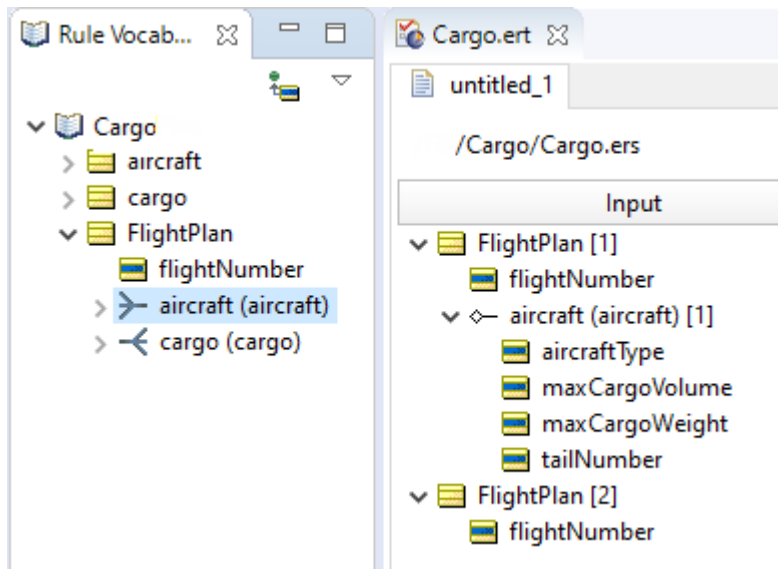 Rule Vocab...
Cargo
aircraft
cargo
FlightPlan
flightNumber
aircraft (aircraft)
cargo (cargo)
Cargo.ert
untitled_1
/Cargo/Cargo.ers
Input
FlightPlan [1]
flightNumber
aircraft (aircraft) [1]
aircraftType
maxCargoVolume
maxCargoWeight
tailNumber
FlightPlan [2]
flightNumber